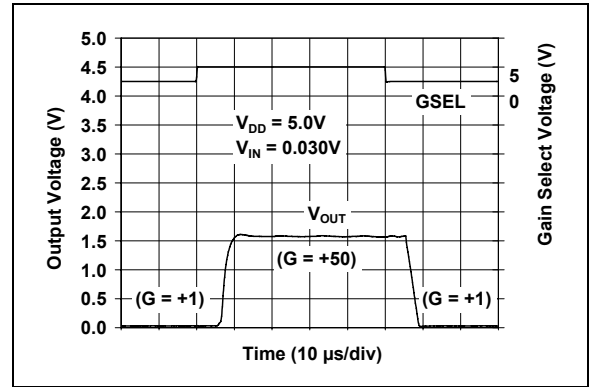 Output Voltage (V)
5.0
4.5
4.0
3.5
3.0
2.5
2.0
1.5
1.0
0.5
0.0
5
0
Gain Select Voltage (V)
GSEL
V_DD = 5.0V
V_IN = 0.030V
V_OUT
(G = +50)
(G = +1)
(G = +1)
Time (10 µs/div)